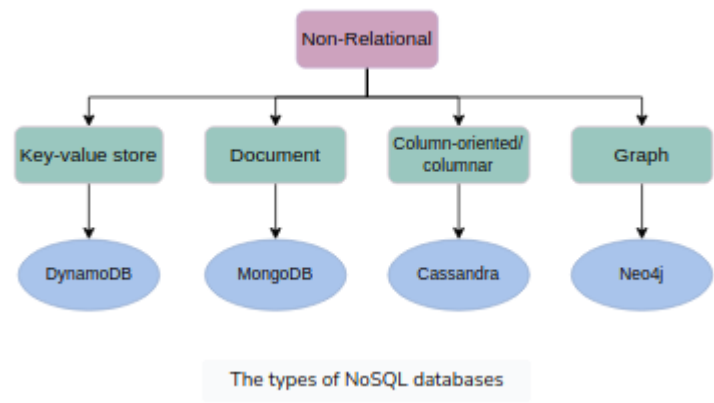 Non-Relational
Key-value store
Document
Column-oriented/
columnar
Graph
DynamoDB
MongoDB
Cassandra
Neo4j
The types of NoSQL databases